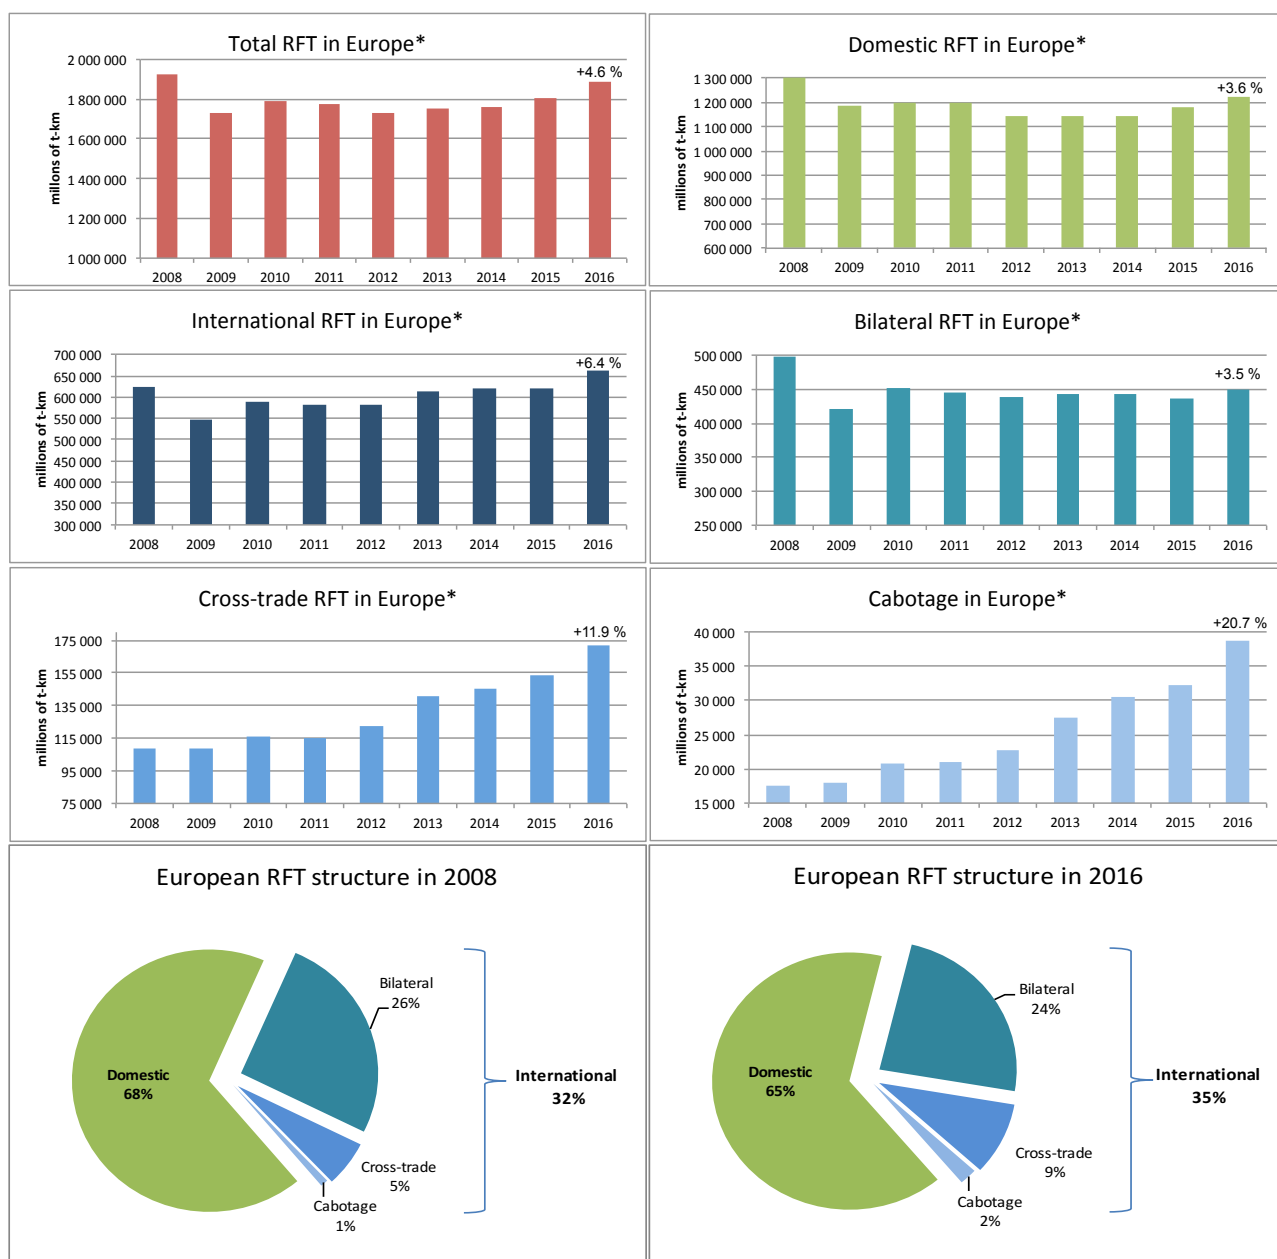 Total RFT in Europe*
millions of t-km
2 000 000
1 800 000
1 600 000
1 400 000
1 200 000
1 000 000
+4.6 %
2008 2009 2010 2011 2012 2013 2014 2015 2016
Domestic RFT in Europe*
millions of t-km
1 300 000
1 200 000
1 100 000
1 000 000
900 000
800 000
700 000
600 000
+3.6 %
2008 2009 2010 2011 2012 2013 2014 2015 2016
International RFT in Europe*
millions of t-km
700 000
650 000
600 000
550 000
500 000
450 000
400 000
350 000
300 000
+6.4 %
2008 2009 2010 2011 2012 2013 2014 2015 2016
Bilateral RFT in Europe*
millions of t-km
500 000
450 000
400 000
350 000
300 000
250 000
+3.5 %
2008 2009 2010 2011 2012 2013 2014 2015 2016
Cross-trade RFT in Europe*
millions of t-km
175 000
155 000
135 000
115 000
95 000
75 000
+11.9 %
2008 2009 2010 2011 2012 2013 2014 2015 2016
Cabotage in Europe*
millions of t-km
40 000
35 000
30 000
25 000
20 000
15 000
+20.7 %
2008 2009 2010 2011 2012 2013 2014 2015 2016
European RFT structure in 2008
Bilateral
26%
Domestic
68%
International
32%
Cross-trade
5%
Cabotage
1%
European RFT structure in 2016
Bilateral
24%
Domestic
65%
International
35%
Cross-trade
9%
Cabotage
2%